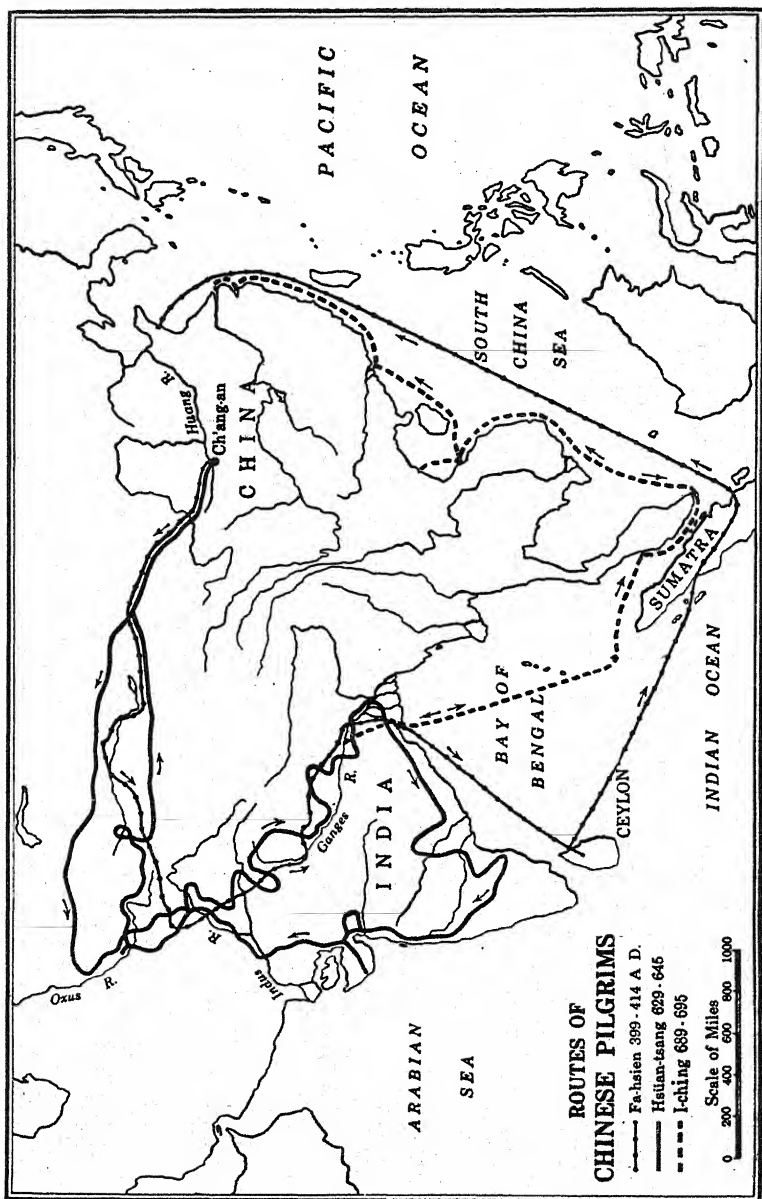 PACIFIC
OCEAN
Huang R.
Ch'ang-an
CHINA
SOUTH
CHINA
SEA
SUMATRA
INDIAN OCEAN
BAY OF
BENGAL
CEYLON
INDIA
Ganges R.
Indus R.
Oxus R.
ARABIAN
SEA
ROUTES OF
CHINESE PILGRIMS
Fa-hsien 399-414 A D.
Hsüan-tsang 629-645
I-ching 689-695
Scale of Miles
0 200 400 600 800 1000